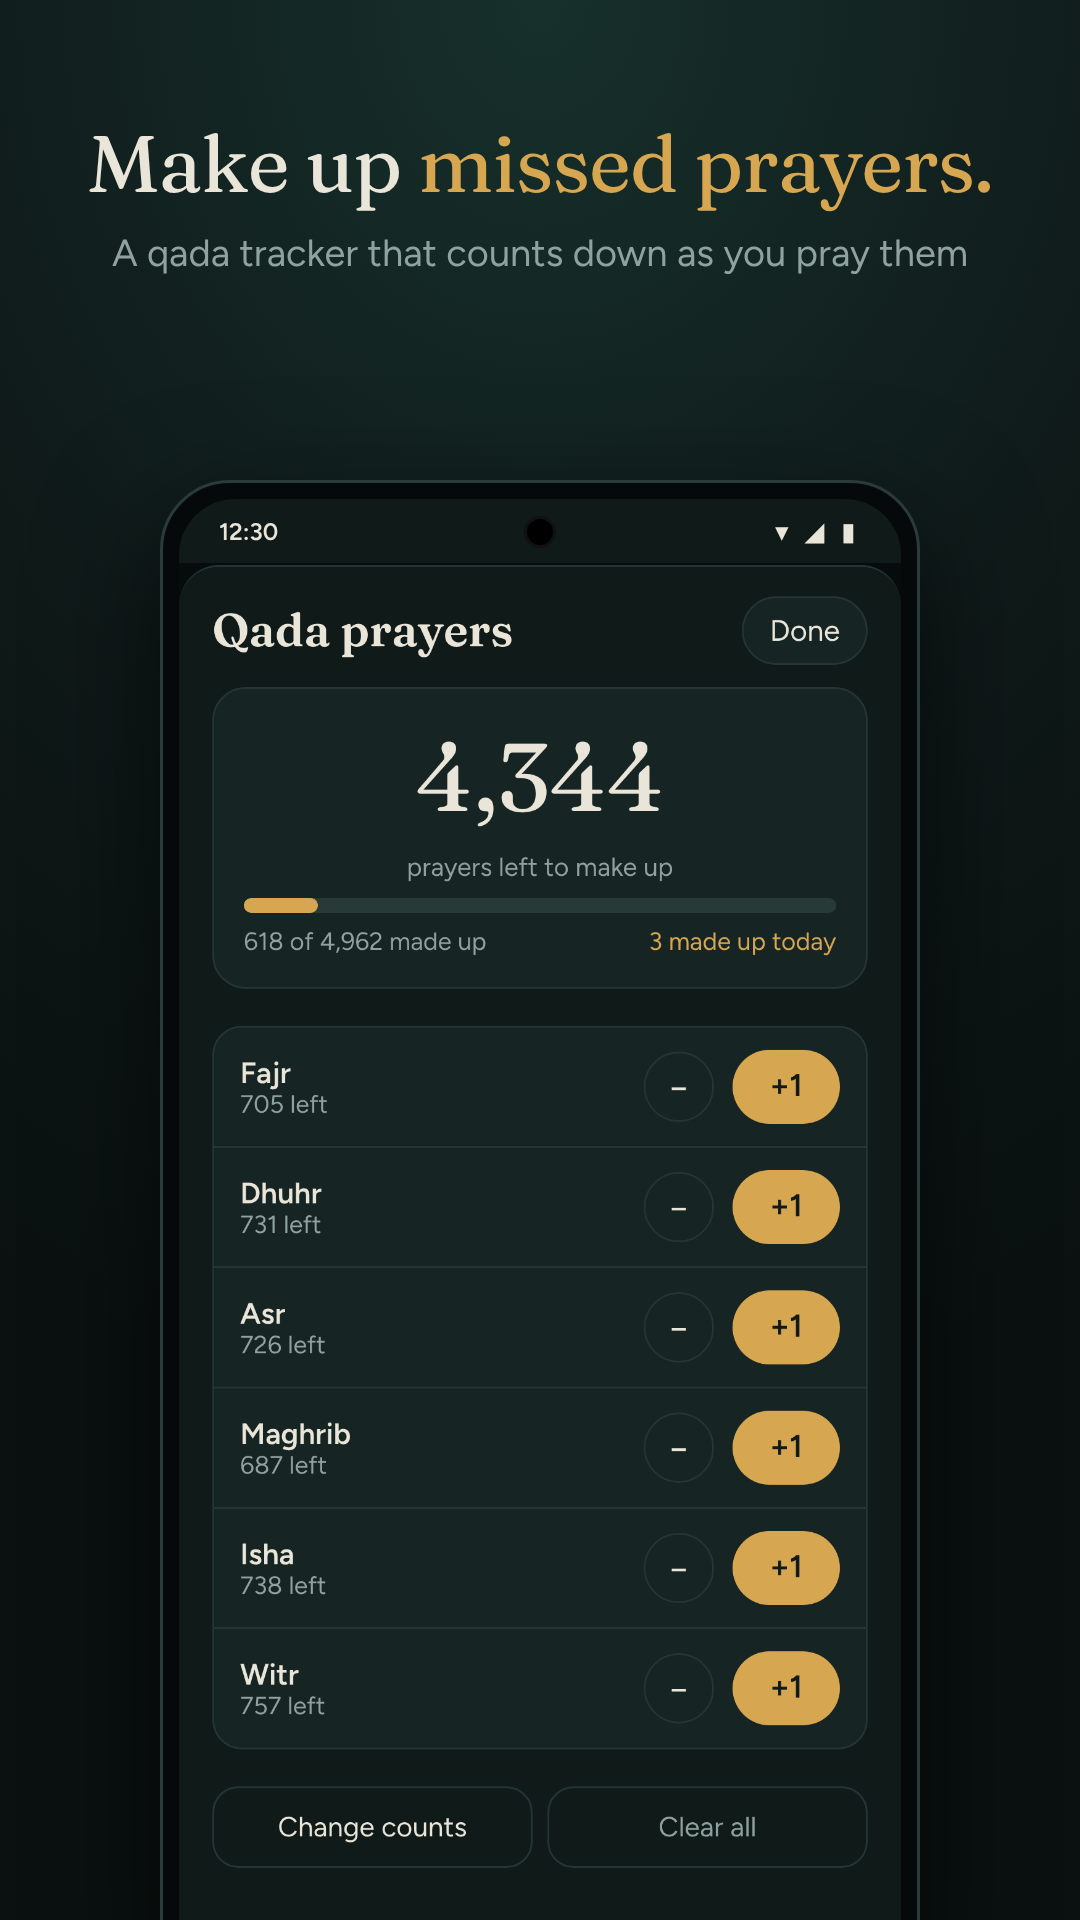 Make up missed prayers.
A qada tracker that counts down as you pray them
12:30
Qada prayers
Done
4,344
prayers left to make up
618 of 4,962 made up
3 made up today
Fajr
705 left
–
+1
Dhuhr
731 left
–
+1
Asr
726 left
–
+1
Maghrib
687 left
–
+1
Isha
738 left
–
+1
Witr
757 left
–
+1
Change counts
Clear all